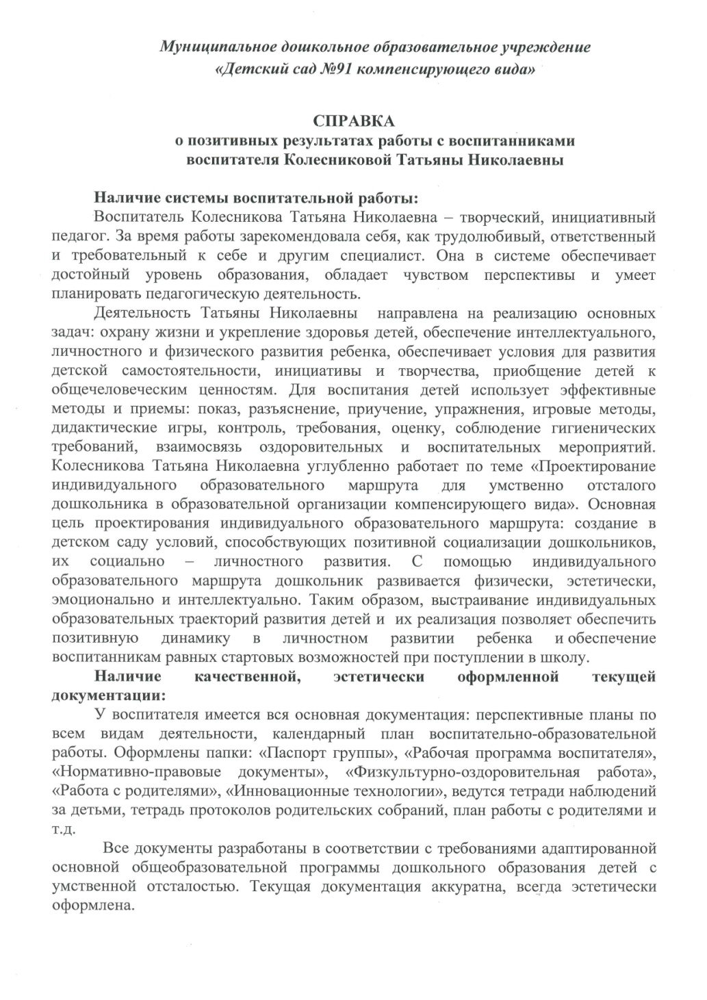 Муниципальное дошкольное образовательное учреждение
«Детский сад №91 компенсирующего вида»
СПРАВКА
о позитивных результатах работы с воспитанниками
воспитателя Колесниковой Татьяны Николаевны
Наличие системы воспитательной работы:
Воспитатель Колесникова Татьяна Николаевна – творческий, инициативный
педагог. За время работы зарекомендовала себя, как трудолюбивый, ответственный
и требовательный к себе и другим специалист. Она в системе обеспечивает
достойный уровень образования, обладает чувством перспективы и умеет
планировать педагогическую деятельность.
Деятельность Татьяны Николаевны направлена на реализацию основных
задач: охрану жизни и укрепление здоровья детей, обеспечение интеллектуального,
личностного и физического развития ребенка, обеспечивает условия для развития
детской самостоятельности, инициативы и творчества, приобщение детей к
общечеловеческим ценностям. Для воспитания детей использует эффективные
методы и приемы: показ, разъяснение, приучение, упражнения, игровые методы,
дидактические игры, контроль, требования, оценку, соблюдение гигиенических
требований, взаимосвязь оздоровительных и воспитательных мероприятий.
Колесникова Татьяна Николаевна углубленно работает по теме «Проектирование
индивидуального образовательного маршрута для умственно отсталого
дошкольника в образовательной организации компенсирующего вида». Основная
цель проектирования индивидуального образовательного маршрута: создание в
детском саду условий, способствующих позитивной социализации дошкольников,
их социально – личностного развития. С помощью индивидуального
образовательного маршрута дошкольник развивается физически, эстетически,
эмоционально и интеллектуально. Таким образом, выстраивание индивидуальных
образовательных траекторий развития детей и их реализация позволяет обеспечить
позитивную динамику в личностном развитии ребенка и обеспечение
воспитанникам равных стартовых возможностей при поступлении в школу.
Наличие качественной, эстетически оформленной текущей
документации:
У воспитателя имеется вся основная документация: перспективные планы по
всем видам деятельности, календарный план воспитательно-образовательной
работы. Оформлены папки: «Паспорт группы», «Рабочая программа воспитателя»,
«Нормативно-правовые документы», «Физкультурно-оздоровительная работа»,
«Работа с родителями», «Инновационные технологии», ведутся тетради наблюдений
за детьми, тетрадь протоколов родительских собраний, план работы с родителями и
т.д.
Все документы разработаны в соответствии с требованиями адаптированной
основной общеобразовательной программы дошкольного образования детей с
умственной отсталостью. Текущая документация аккуратна, всегда эстетически
оформлена.